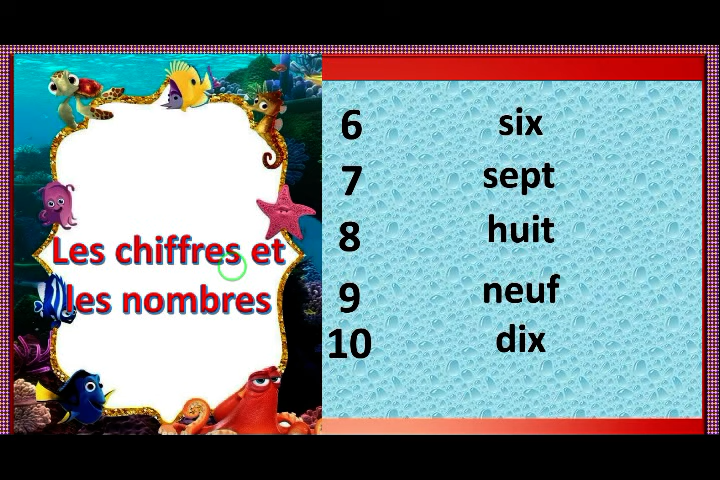 Les chiffres et
les nombres
6 six
7 sept
8 huit
9 neuf
10 dix